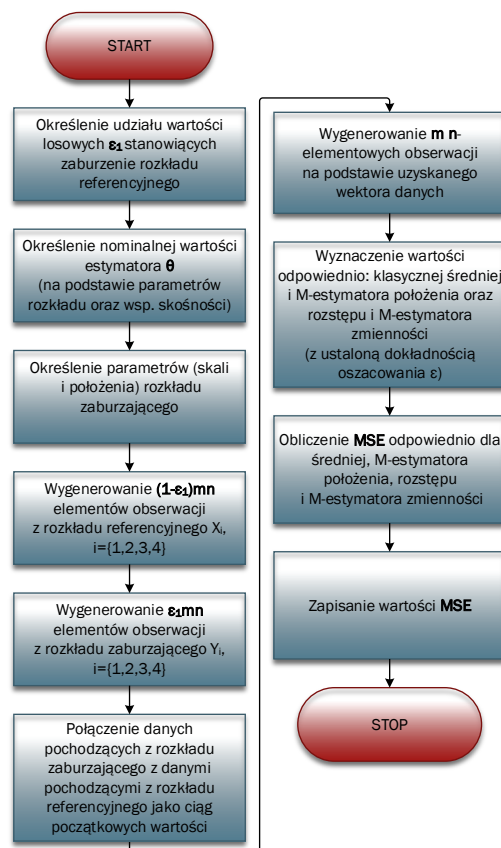 START
Określenie udziału wartości
losowych ε₁ stanowiących
zaburzenie rozkładu
referencyjnego
Określenie nominalnej wartości
estymatora θ
(na podstawie parametrów
rozkładu oraz wsp. skośności)
Określenie parametrów (skali
i położenia) rozkładu
zaburzającego
Wygenerowanie (1-ε₁)mn
elementów obserwacji
z rozkładu referencyjnego Xᵢ,
i={1,2,3,4}
Wygenerowanie ε₁mn
elementów obserwacji
z rozkładu zaburzającego Yᵢ,
i={1,2,3,4}
Połączenie danych
pochodzących z rozkładu
zaburzającego z danymi
pochodzącymi z rozkładu
referencyjnego jako ciąg
początkowych wartości
Wygenerowanie m n-
elementowych obserwacji
na podstawie uzyskanego
wektora danych
Wyznaczenie wartości
odpowiednio: klasycznej średniej
i M-estymatora położenia oraz
rozstępu i M-estymatora
zmienności
(z ustaloną dokładnością
oszacowania ε)
Obliczenie MSE odpowiednio dla
średniej, M-estymatora
położenia, rozstępu
i M-estymatora zmienności
Zapisanie wartości MSE
STOP